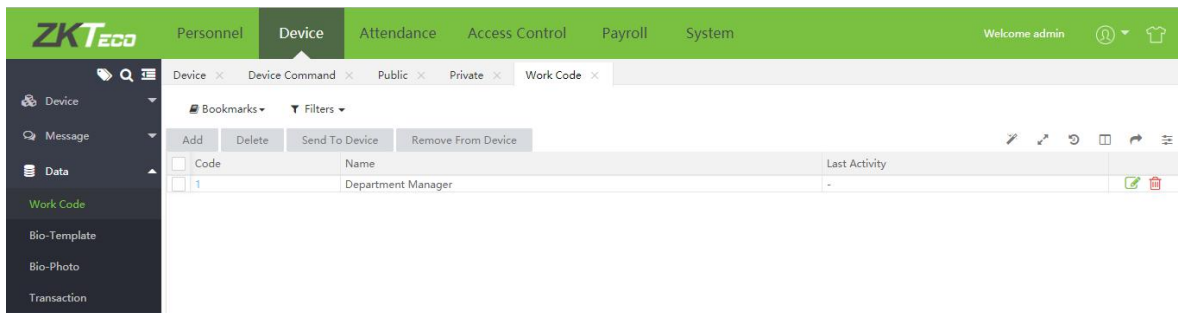 ZKTECO Personnel Device Attendance Access Control Payroll System Welcome admin
Device Device Command Public Private Work Code
Device
Bookmarks Filters
Message
Add Delete Send To Device Remove From Device
Code Name Last Activity
Data
1 Department Manager -
Work Code
Bio-Template
Bio-Photo
Transaction